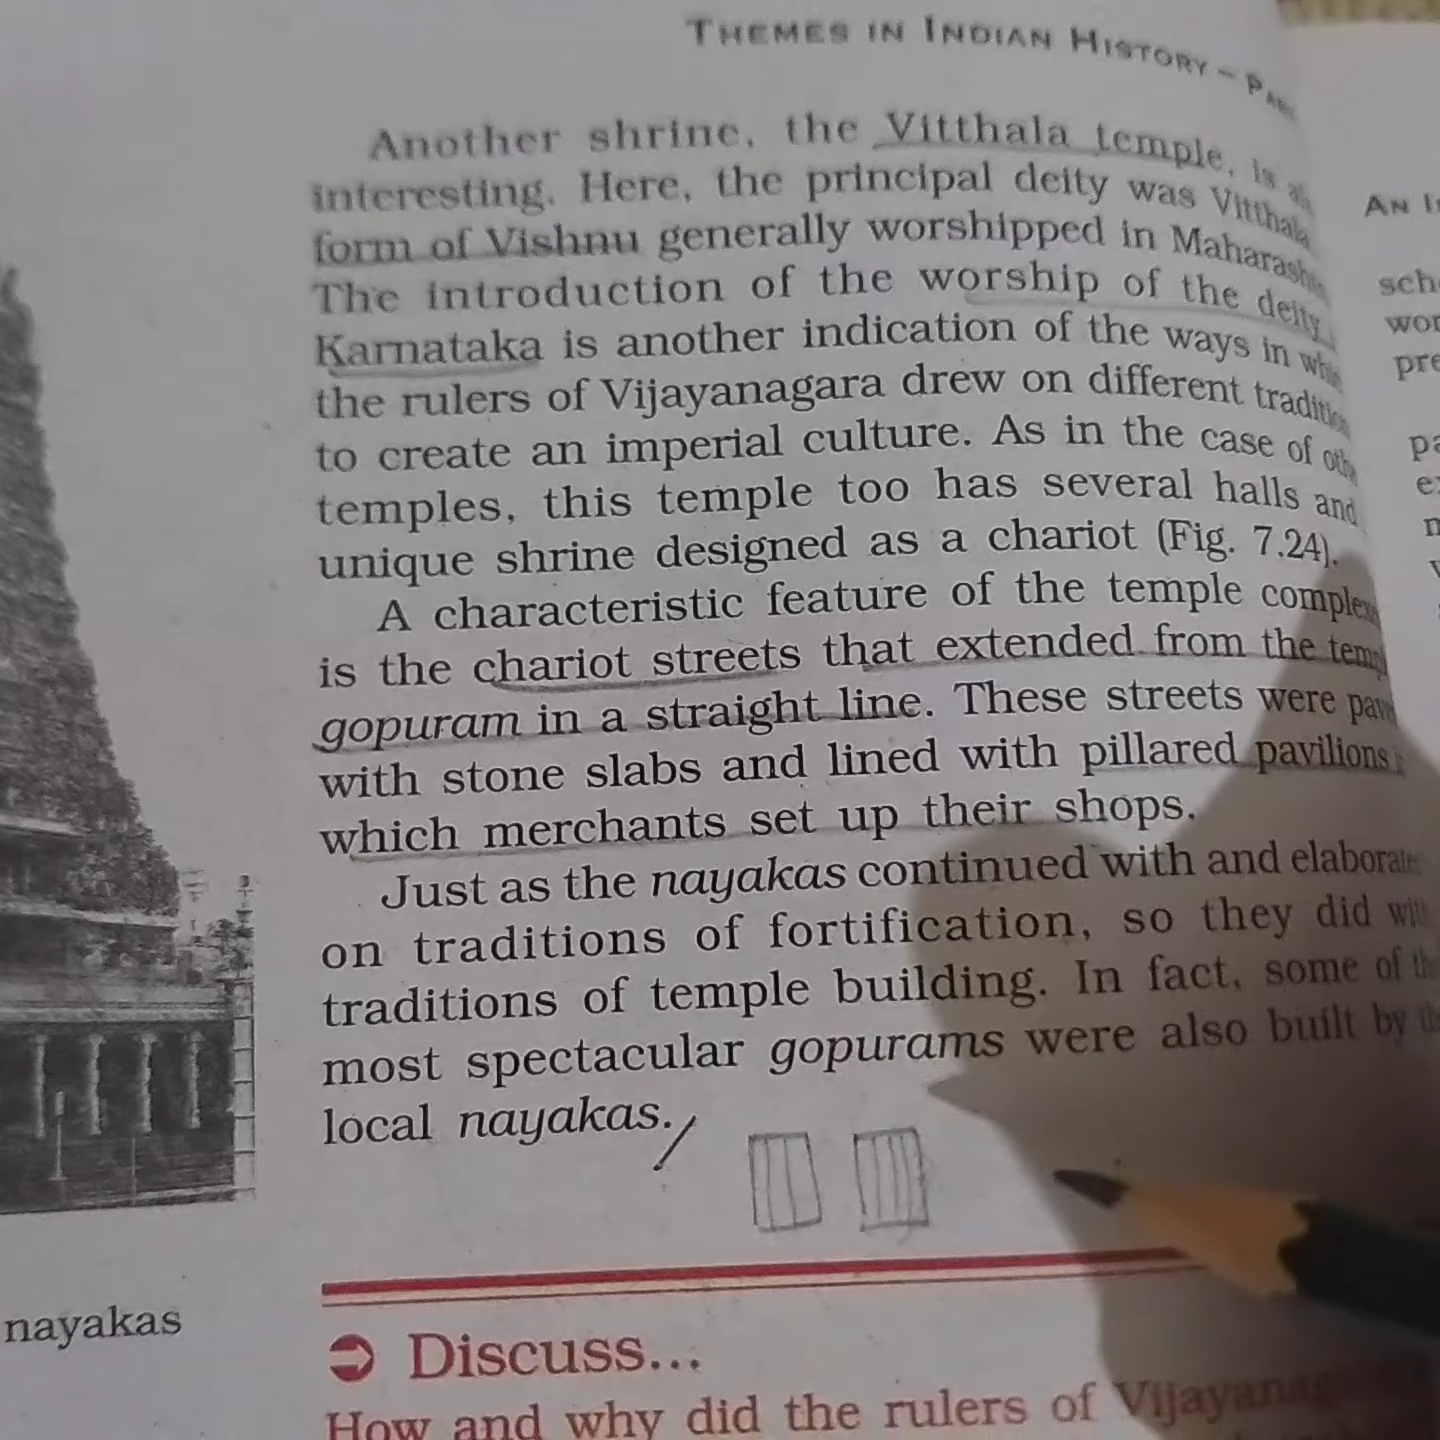 THEMES IN INDIAN HISTORY –
Another shrine, the Vitthala temple, is
interesting. Here, the principal deity was Vitthala
form of Vishnu generally worshipped in
The introduction of the worship of the deity
Karnataka is another indication of the ways in
the rulers of Vijayanagara drew on different
to create an imperial culture. As in the case of
temples, this temple too has several halls and
unique shrine designed as a chariot (Fig. 7.24).
A characteristic feature of the temple
is the chariot streets that extended from the
gopuram in a straight line. These streets were
with stone slabs and lined with pillared pavilions
which merchants set up their shops.
Just as the nayakas continued with and
on traditions of fortification, so they did
traditions of temple building. In fact, some of
most spectacular gopurams were also built by
local nayakas.
nayakas
Discuss...
How and why did the rulers of
AN